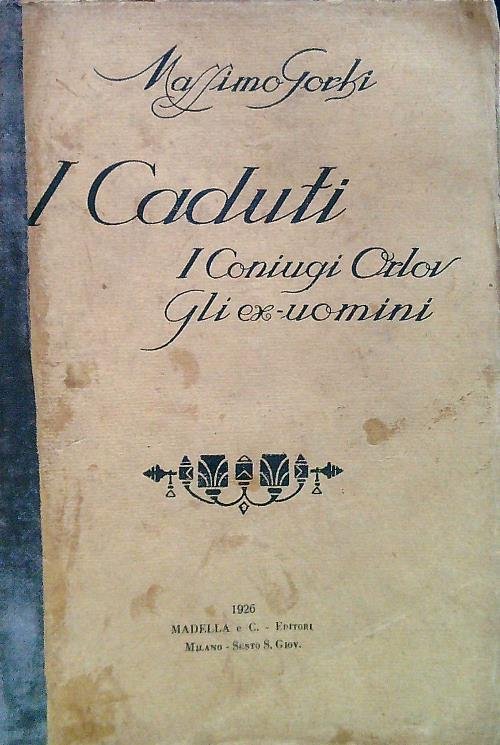 Massimo Gorki
I Caduti
I Coniugi Orlov
Gli ex-uomini
1926
MADELLA e C. - EDITORI
MILANO - SESTO S. GIOV.